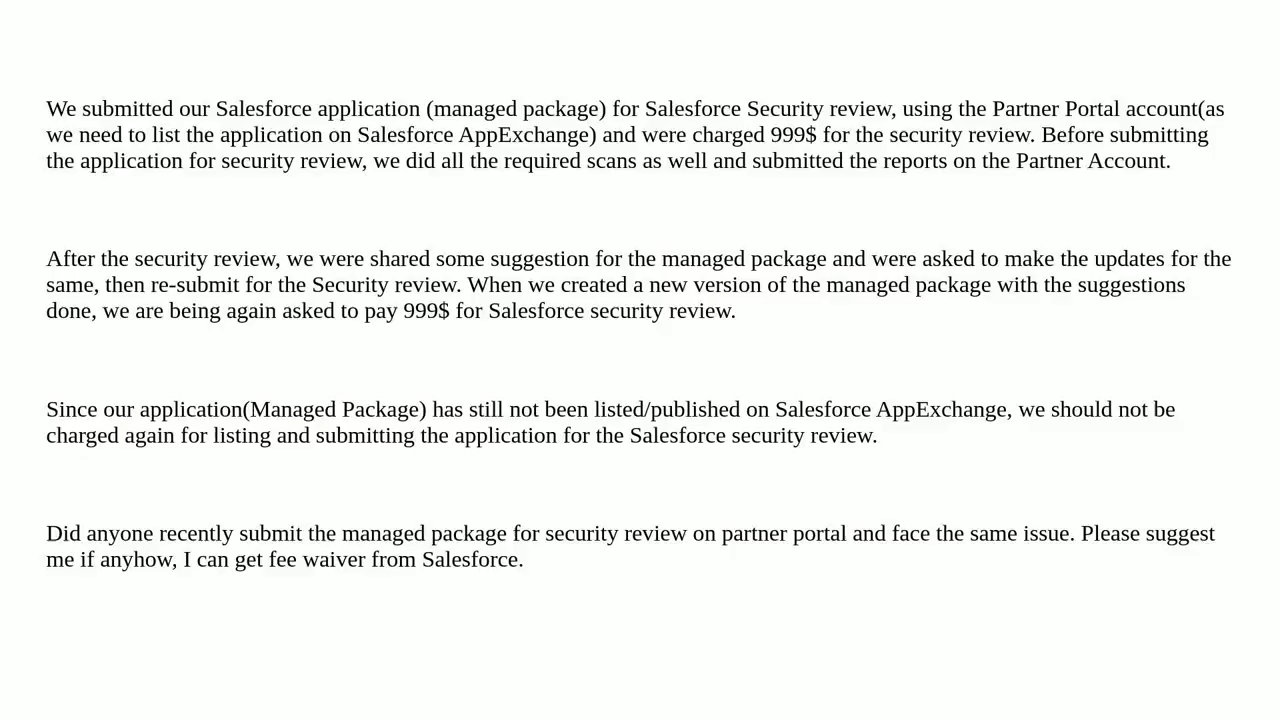 We submitted our Salesforce application (managed package) for Salesforce Security review, using the Partner Portal account(as
we need to list the application on Salesforce AppExchange) and were charged 999$ for the security review. Before submitting
the application for security review, we did all the required scans as well and submitted the reports on the Partner Account.
After the security review, we were shared some suggestion for the managed package and were asked to make the updates for the
same, then re-submit for the Security review. When we created a new version of the managed package with the suggestions
done, we are being again asked to pay 999$ for Salesforce security review.
Since our application(Managed Package) has still not been listed/published on Salesforce AppExchange, we should not be
charged again for listing and submitting the application for the Salesforce security review.
Did anyone recently submit the managed package for security review on partner portal and face the same issue. Please suggest
me if anyhow, I can get fee waiver from Salesforce.